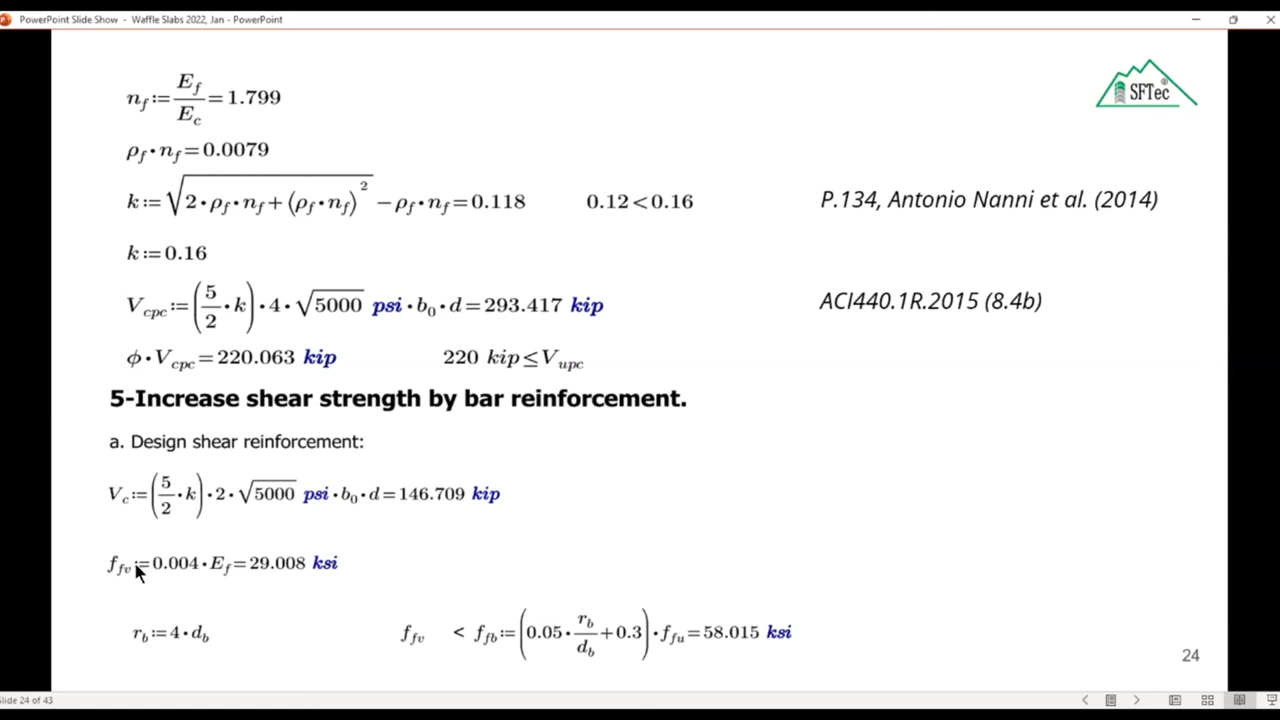 PowerPoint Slide Show - Waffle Slabs 2022, Jan - PowerPoint
SFTec®
n_f := E_f / E_c = 1.799
ρ_f · n_f = 0.0079
k := √(2 · ρ_f · n_f + (ρ_f · n_f)²) − ρ_f · n_f = 0.118 0.12 < 0.16 P.134, Antonio Nanni et al. (2014)
k := 0.16
V_cpc := (5/2 · k) · 4 · √5000 psi · b_0 · d = 293.417 kip ACI440.1R.2015 (8.4b)
ϕ · V_cpc = 220.063 kip 220 kip ≤ V_upc
5-Increase shear strength by bar reinforcement.
a. Design shear reinforcement:
V_c := (5/2 · k) · 2 · √5000 psi · b_0 · d = 146.709 kip
f_fv := 0.004 · E_f = 29.008 ksi
r_b := 4 · d_b f_fv < f_fb := (0.05 · r_b/d_b + 0.3) · f_fu = 58.015 ksi
24
Slide 24 of 43